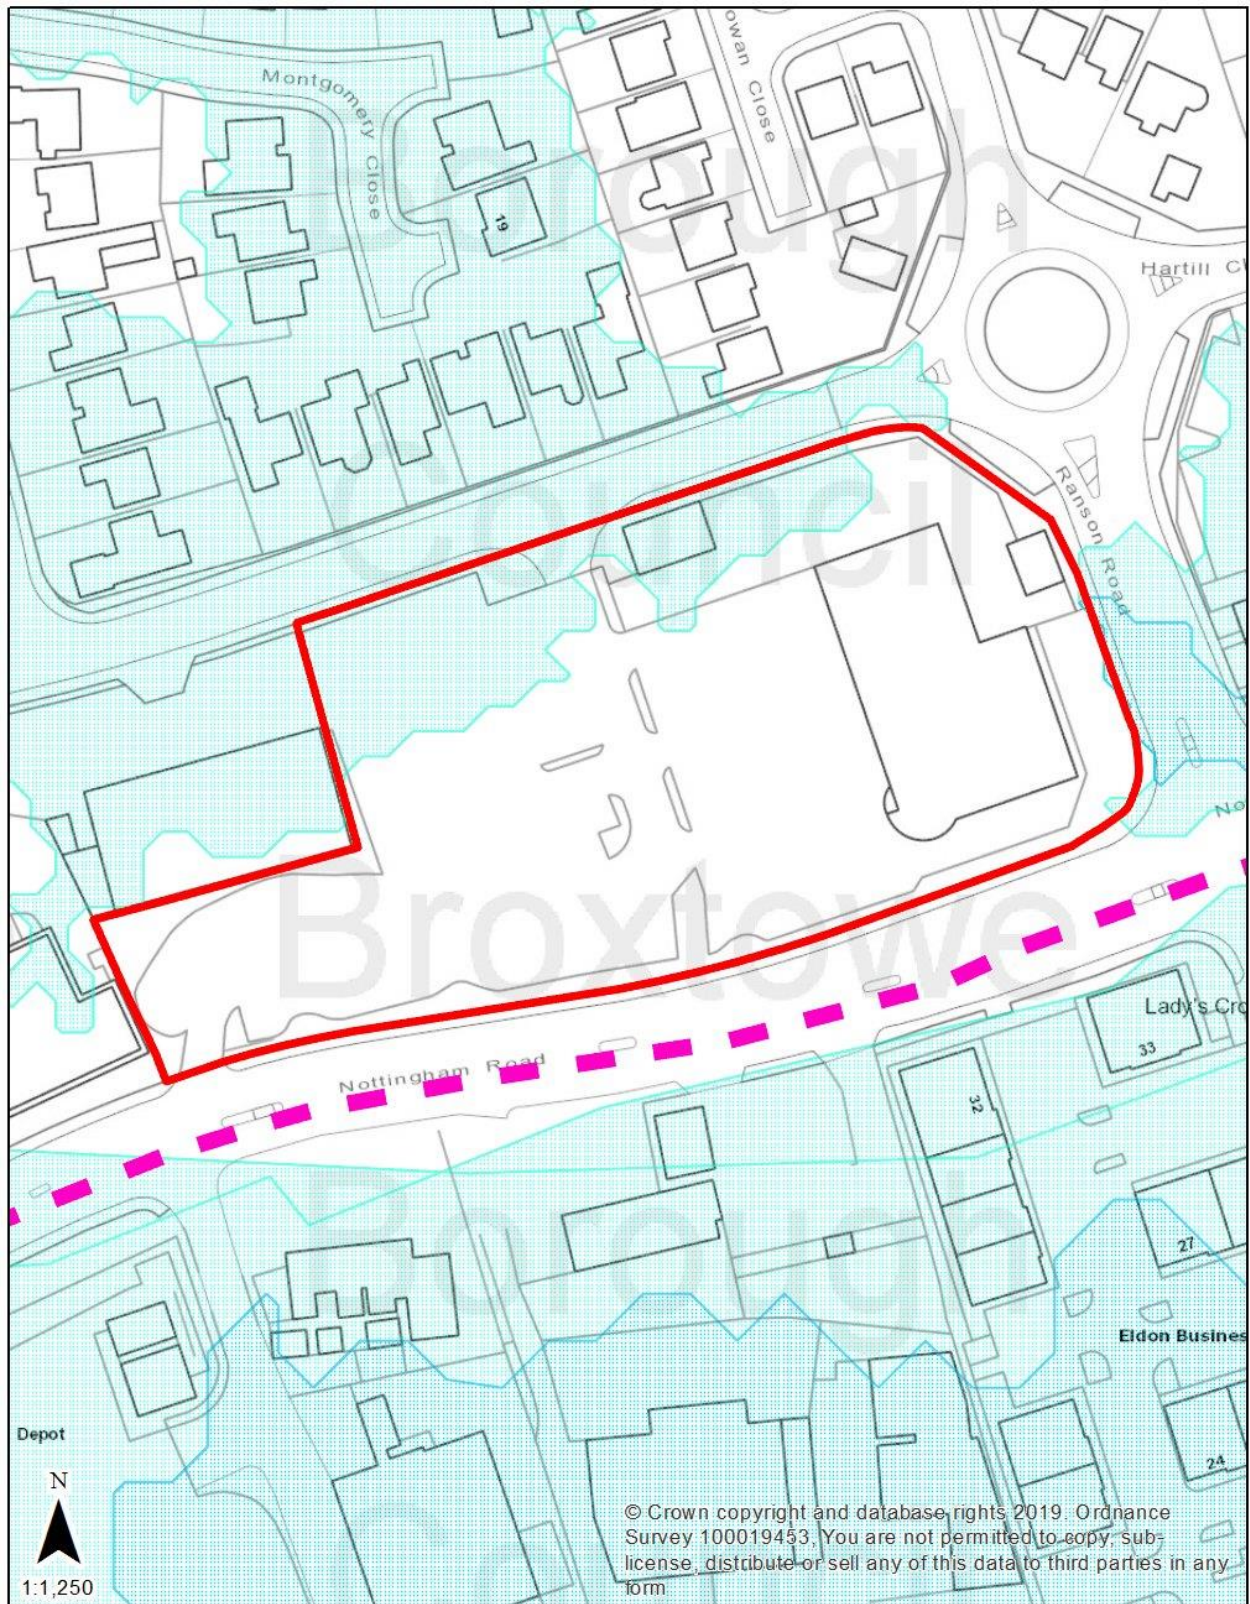 Montgomery Close
owan Close
Borough
19
Hartill Cl
Council
Ranson Road
No
Broxtowe
Lady's Cro
33
Nottingham Road
32
Borough
27
Eldon Busines
Depot
24
N
1:1,250
© Crown copyright and database rights 2019. Ordnance
Survey 100019453, You are not permitted to copy, sub-
license, distribute or sell any of this data to third parties in any
form